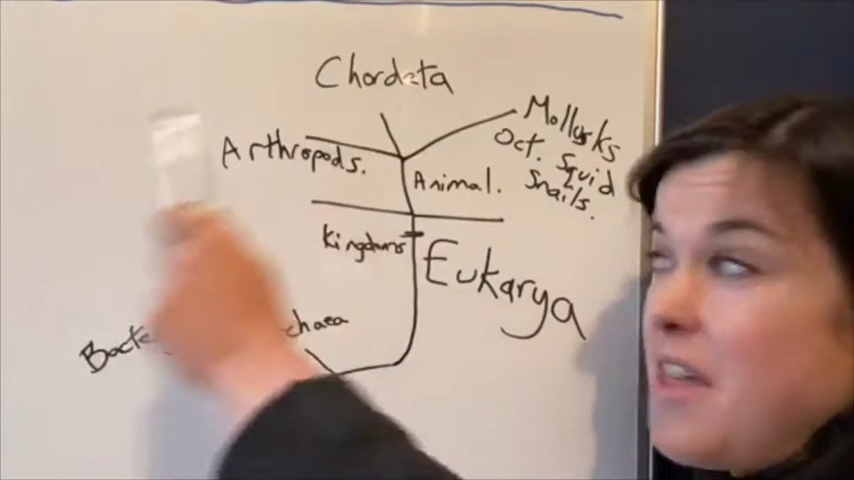 Chordata
Mollusks
Oct. Squid
Snails.
Arthropods.
Animal.
Kingdoms
Eukarya